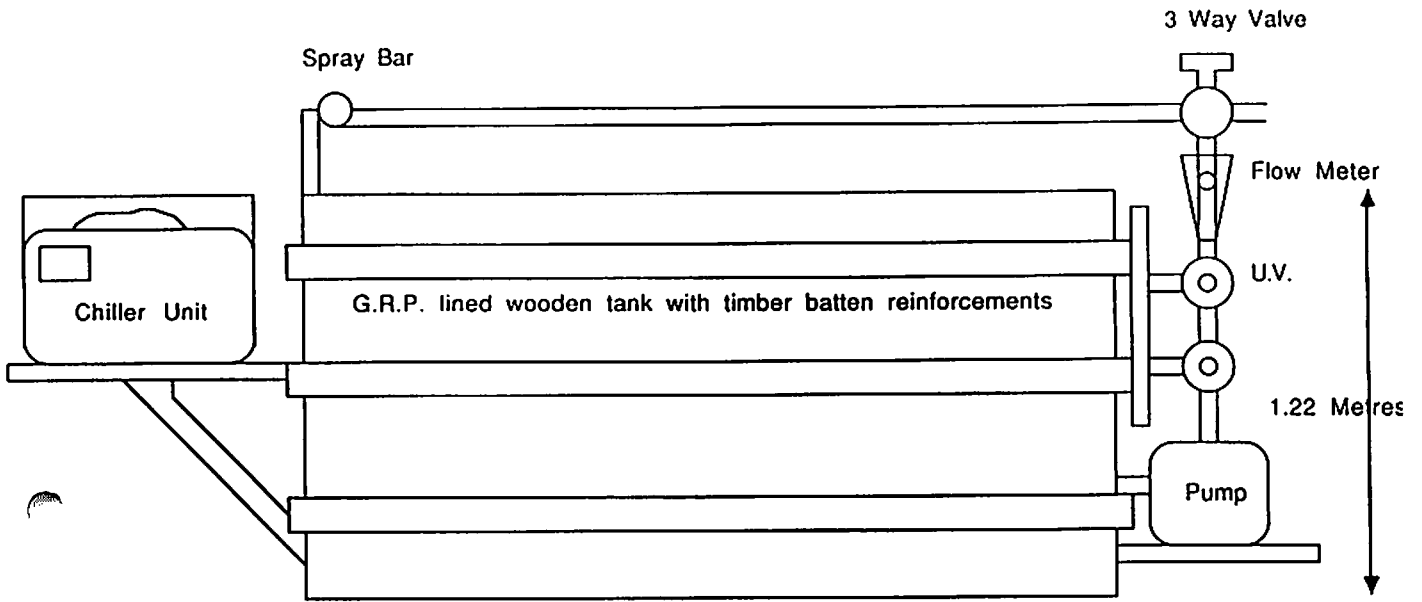 3 Way Valve
Spray Bar
Flow Meter
U.V.
Chiller Unit
G.R.P. lined wooden tank with timber batten reinforcements
1.22 Metres
Pump